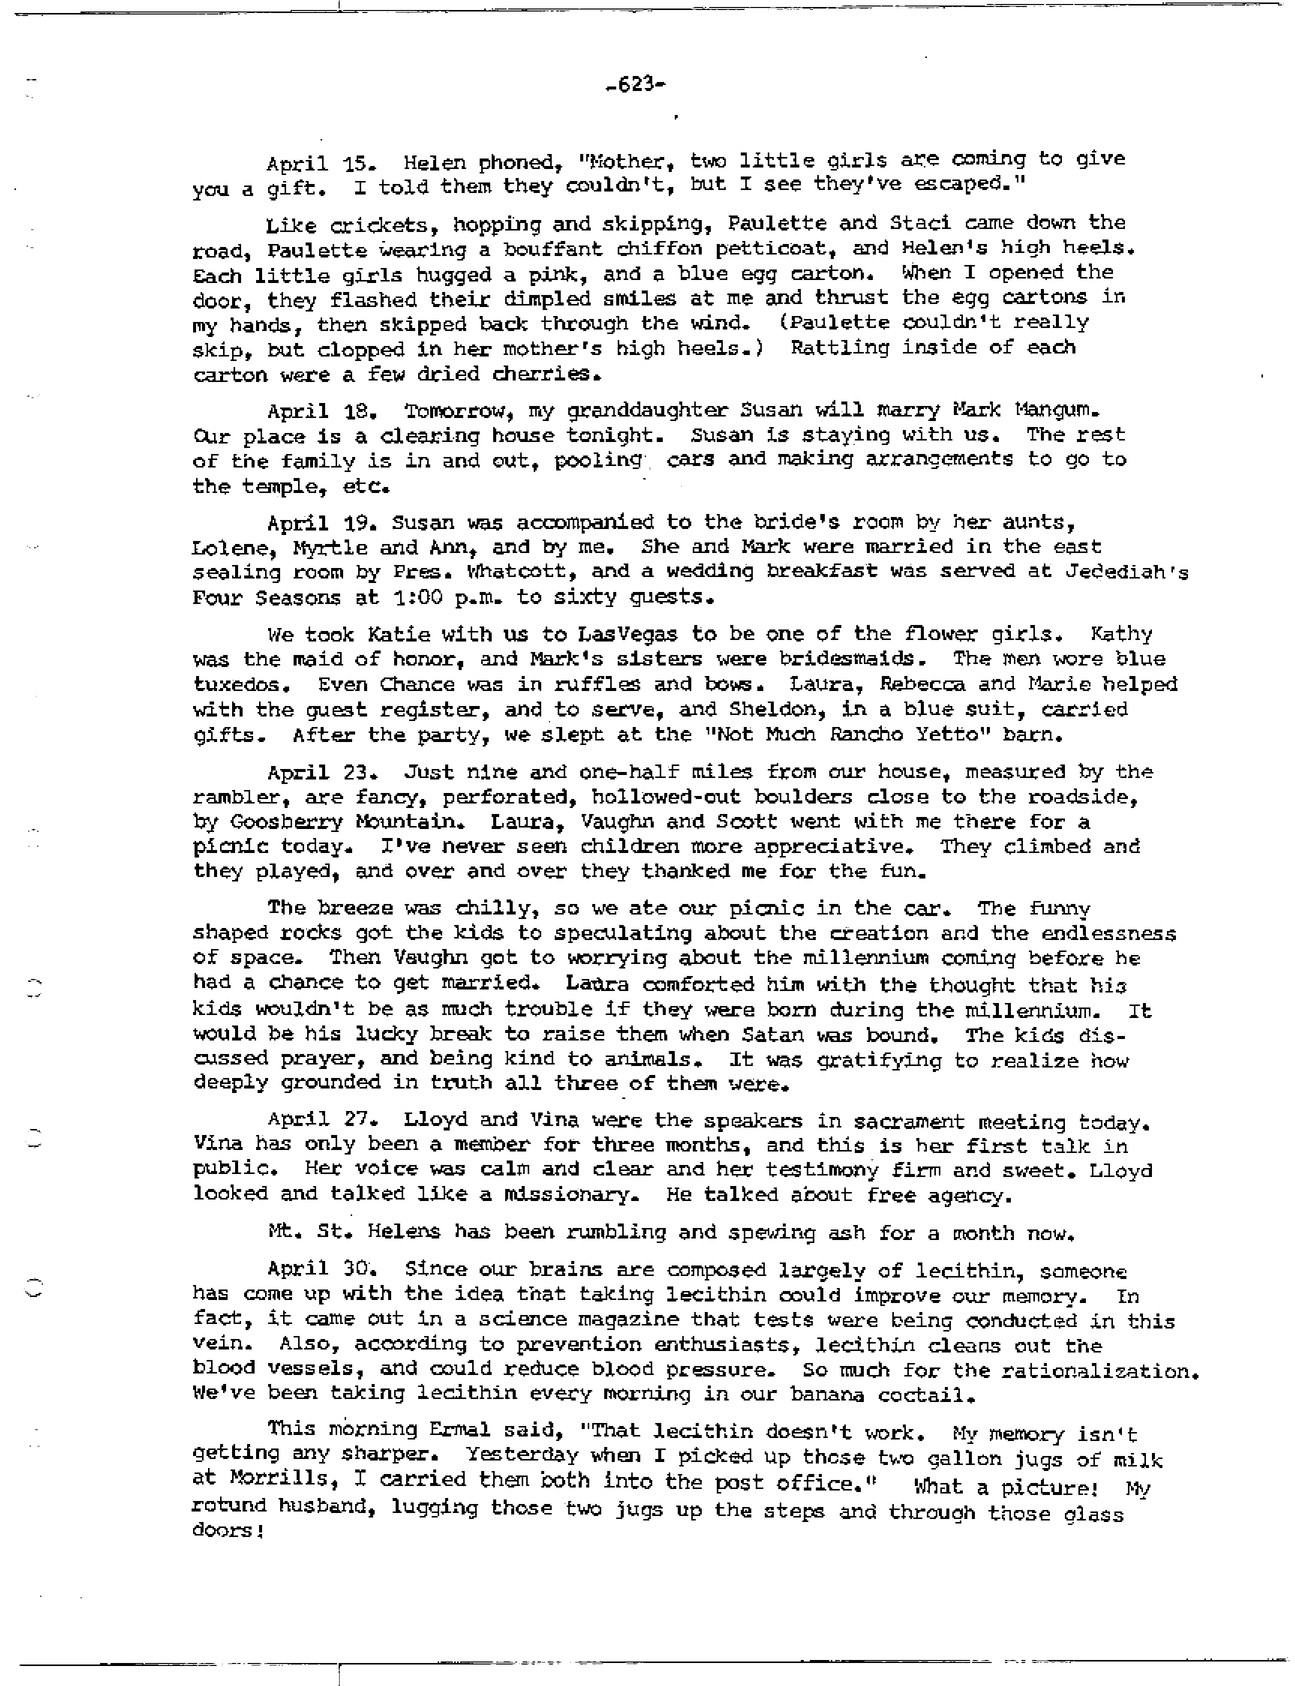 -623-
April 15. Helen phoned, "Mother, two little girls are coming to give
you a gift. I told them they couldn't, but I see they've escaped."
Like crickets, hopping and skipping, Paulette and Staci came down the
road, Paulette wearing a bouffant chiffon petticoat, and Helen's high heels.
Each little girls hugged a pink, and a blue egg carton. When I opened the
door, they flashed their dimpled smiles at me and thrust the egg cartons in
my hands, then skipped back through the wind. (Paulette couldn't really
skip, but clopped in her mother's high heels.) Rattling inside of each
carton were a few dried cherries.
April 18. Tomorrow, my granddaughter Susan will marry Mark Mangum.
Our place is a clearing house tonight. Susan is staying with us. The rest
of the family is in and out, pooling cars and making arrangements to go to
the temple, etc.
April 19. Susan was accompanied to the bride's room by her aunts,
Lolene, Myrtle and Ann, and by me. She and Mark were married in the east
sealing room by Pres. Whatcott, and a wedding breakfast was served at Jedediah's
Four Seasons at 1:00 p.m. to sixty guests.
We took Katie with us to LasVegas to be one of the flower girls. Kathy
was the maid of honor, and Mark's sisters were bridesmaids. The men wore blue
tuxedos. Even Chance was in ruffles and bows. Laura, Rebecca and Marie helped
with the guest register, and to serve, and Sheldon, in a blue suit, carried
gifts. After the party, we slept at the "Not Much Rancho Yetto" barn.
April 23. Just nine and one-half miles from our house, measured by the
rambler, are fancy, perforated, hollowed-out boulders close to the roadside,
by Goosberry Mountain. Laura, Vaughn and Scott went with me there for a
picnic today. I've never seen children more appreciative. They climbed and
they played, and over and over they thanked me for the fun.
The breeze was chilly, so we ate our picnic in the car. The funny
shaped rocks got the kids to speculating about the creation and the endlessness
of space. Then Vaughn got to worrying about the millennium coming before he
had a chance to get married. Laura comforted him with the thought that his
kids wouldn't be as much trouble if they were born during the millennium. It
would be his lucky break to raise them when Satan was bound. The kids dis-
cussed prayer, and being kind to animals. It was gratifying to realize how
deeply grounded in truth all three of them were.
April 27. Lloyd and Vina were the speakers in sacrament meeting today.
Vina has only been a member for three months, and this is her first talk in
public. Her voice was calm and clear and her testimony firm and sweet. Lloyd
looked and talked like a missionary. He talked about free agency.
Mt. St. Helens has been rumbling and spewing ash for a month now.
April 30. Since our brains are composed largely of lecithin, someone
has come up with the idea that taking lecithin could improve our memory. In
fact, it came out in a science magazine that tests were being conducted in this
vein. Also, according to prevention enthusiasts, lecithin cleans out the
blood vessels, and could reduce blood pressure. So much for the rationalization.
We've been taking lecithin every morning in our banana coctail.
This morning Ermal said, "That lecithin doesn't work. My memory isn't
getting any sharper. Yesterday when I picked up those two gallon jugs of milk
at Morrills, I carried them both into the post office." What a picture! My
rotund husband, lugging those two jugs up the steps and through those glass
doors!